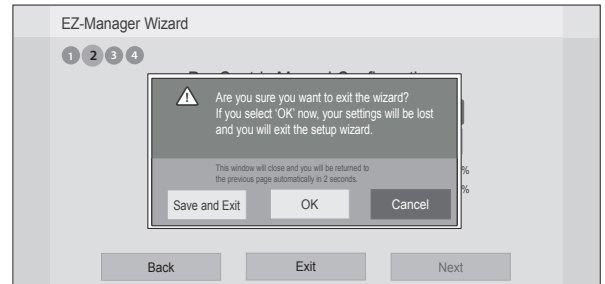 EZ-Manager Wizard
1 2 3 4
Are you sure you want to exit the wizard?
If you select 'OK' now, your settings will be lost
and you will exit the setup wizard.
This window will close and you will be returned to
the previous page automatically in 2 seconds.
%
%
Save and Exit OK Cancel
Back Exit Next